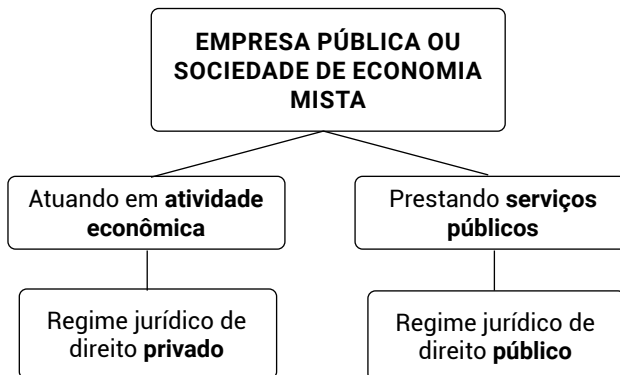 EMPRESA PÚBLICA OU
SOCIEDADE DE ECONOMIA
MISTA
Atuando em atividade
econômica
Prestando serviços
públicos
Regime jurídico de
direito privado
Regime jurídico de
direito público